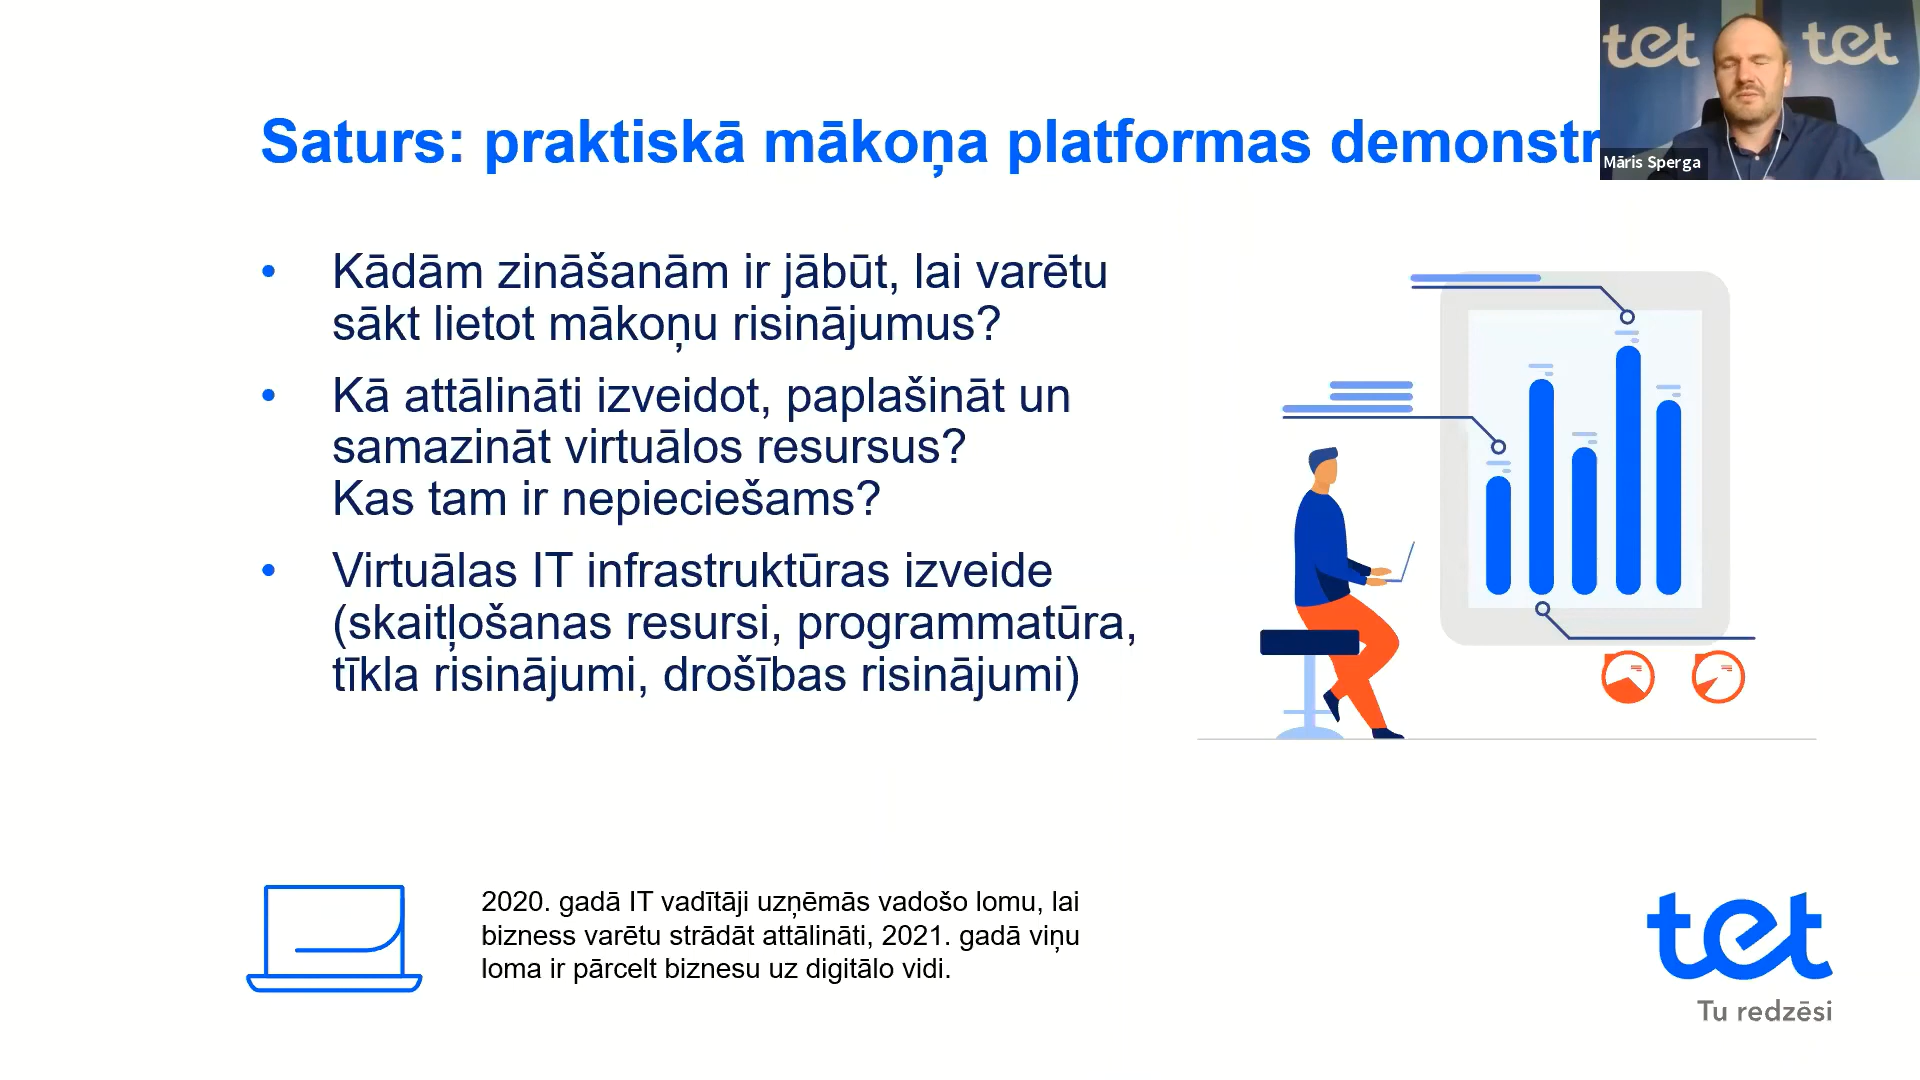 tet
tet
Māris Sperga
Saturs: praktiskā mākoņa platformas
• Kādām zināšanām ir jābūt, lai varētu
sākt lietot mākoņu risinājumus?
• Kā attālināti izveidot, paplašināt un
samazināt virtuālos resursus?
Kas tam ir nepieciešams?
• Virtuālas IT infrastruktūras izveide
(skaitļošanas resursi, programmatūra,
tīkla risinājumi, drošības risinājumi)
2020. gadā IT vadītāji uzņēmās vadošo lomu, lai
bizness varētu strādāt attālināti, 2021. gadā viņu
loma ir pārcelt biznesu uz digitālo vidi.
tet
Tu redzēsi